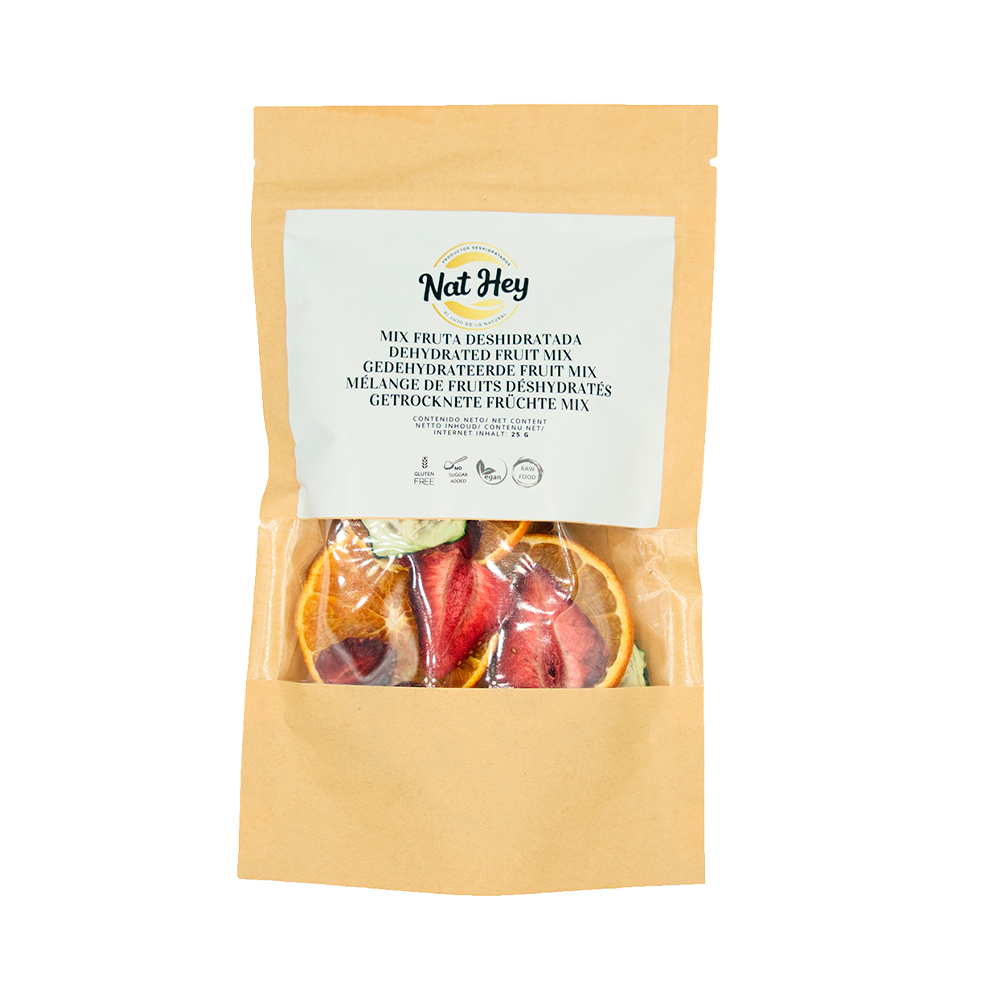 PRODUCTOS DESHIDRATADOS
Nat Hey
EL LUJO DE LO NATURAL
MIX FRUTA DESHIDRATADA
DEHYDRATED FRUIT MIX
GEDEHYDRATEERDE FRUIT MIX
MÉLANGE DE FRUITS DÉSHYDRATÉS
GETROCKNETE FRÜCHTE MIX
CONTENIDO NETO/ NET CONTENT
NETTO INHOUD/ CONTENU NET/
INTERNET INHALT: 25 G
GLUTEN
FREE
NO
SUGGAR
ADDED
Vegan
RAW
FOOD